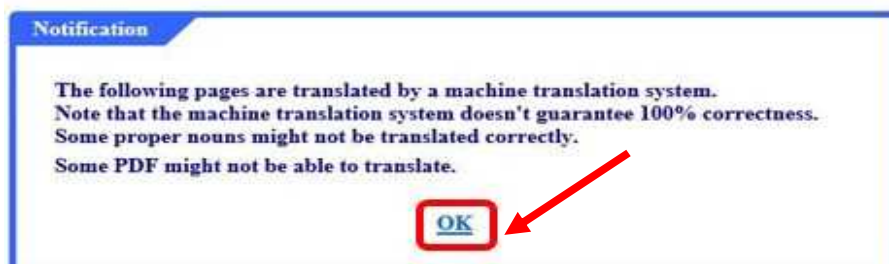 Notification
The following pages are translated by a machine translation system.
Note that the machine translation system doesn't guarantee 100% correctness.
Some proper nouns might not be translated correctly.
Some PDF might not be able to translate.
OK